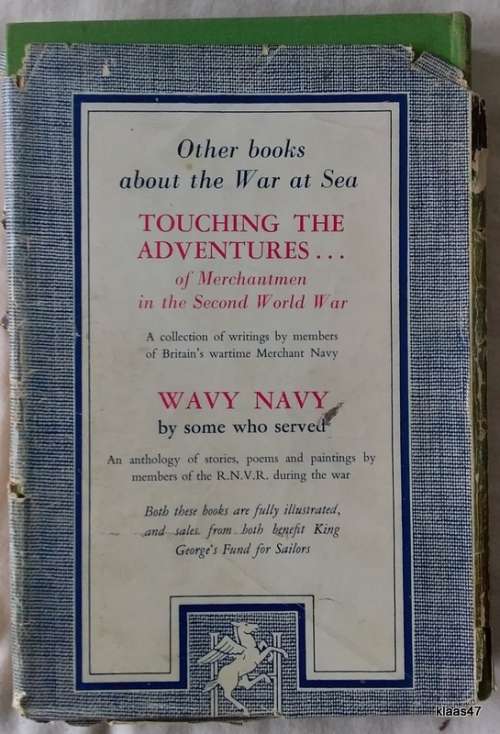 Other books
about the War at Sea
TOUCHING THE
ADVENTURES...
of Merchantmen
in the Second World War
A collection of writings by members
of Britain's wartime Merchant Navy
WAVY NAVY
by some who served
An anthology of stories, poems and paintings by
members of the R.N.V.R. during the war
Both these books are fully illustrated,
and sales from both benefit King
George's Fund for Sailors
klaas47